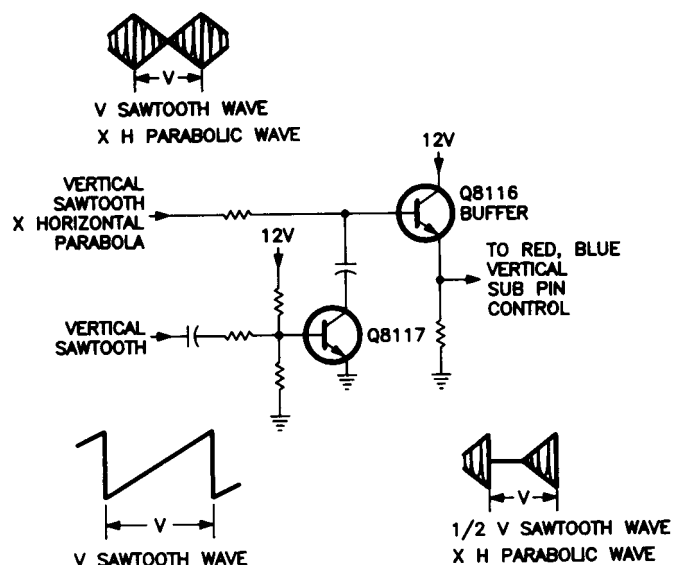 V
V SAWTOOTH WAVE
X H PARABOLIC WAVE
12V
VERTICAL
SAWTOOTH
X HORIZONTAL
PARABOLA
Q8116
BUFFER
12V
TO RED, BLUE
VERTICAL
SUB PIN
CONTROL
VERTICAL
SAWTOOTH
Q8117
V
V SAWTOOTH WAVE
V
1/2 V SAWTOOTH WAVE
X H PARABOLIC WAVE